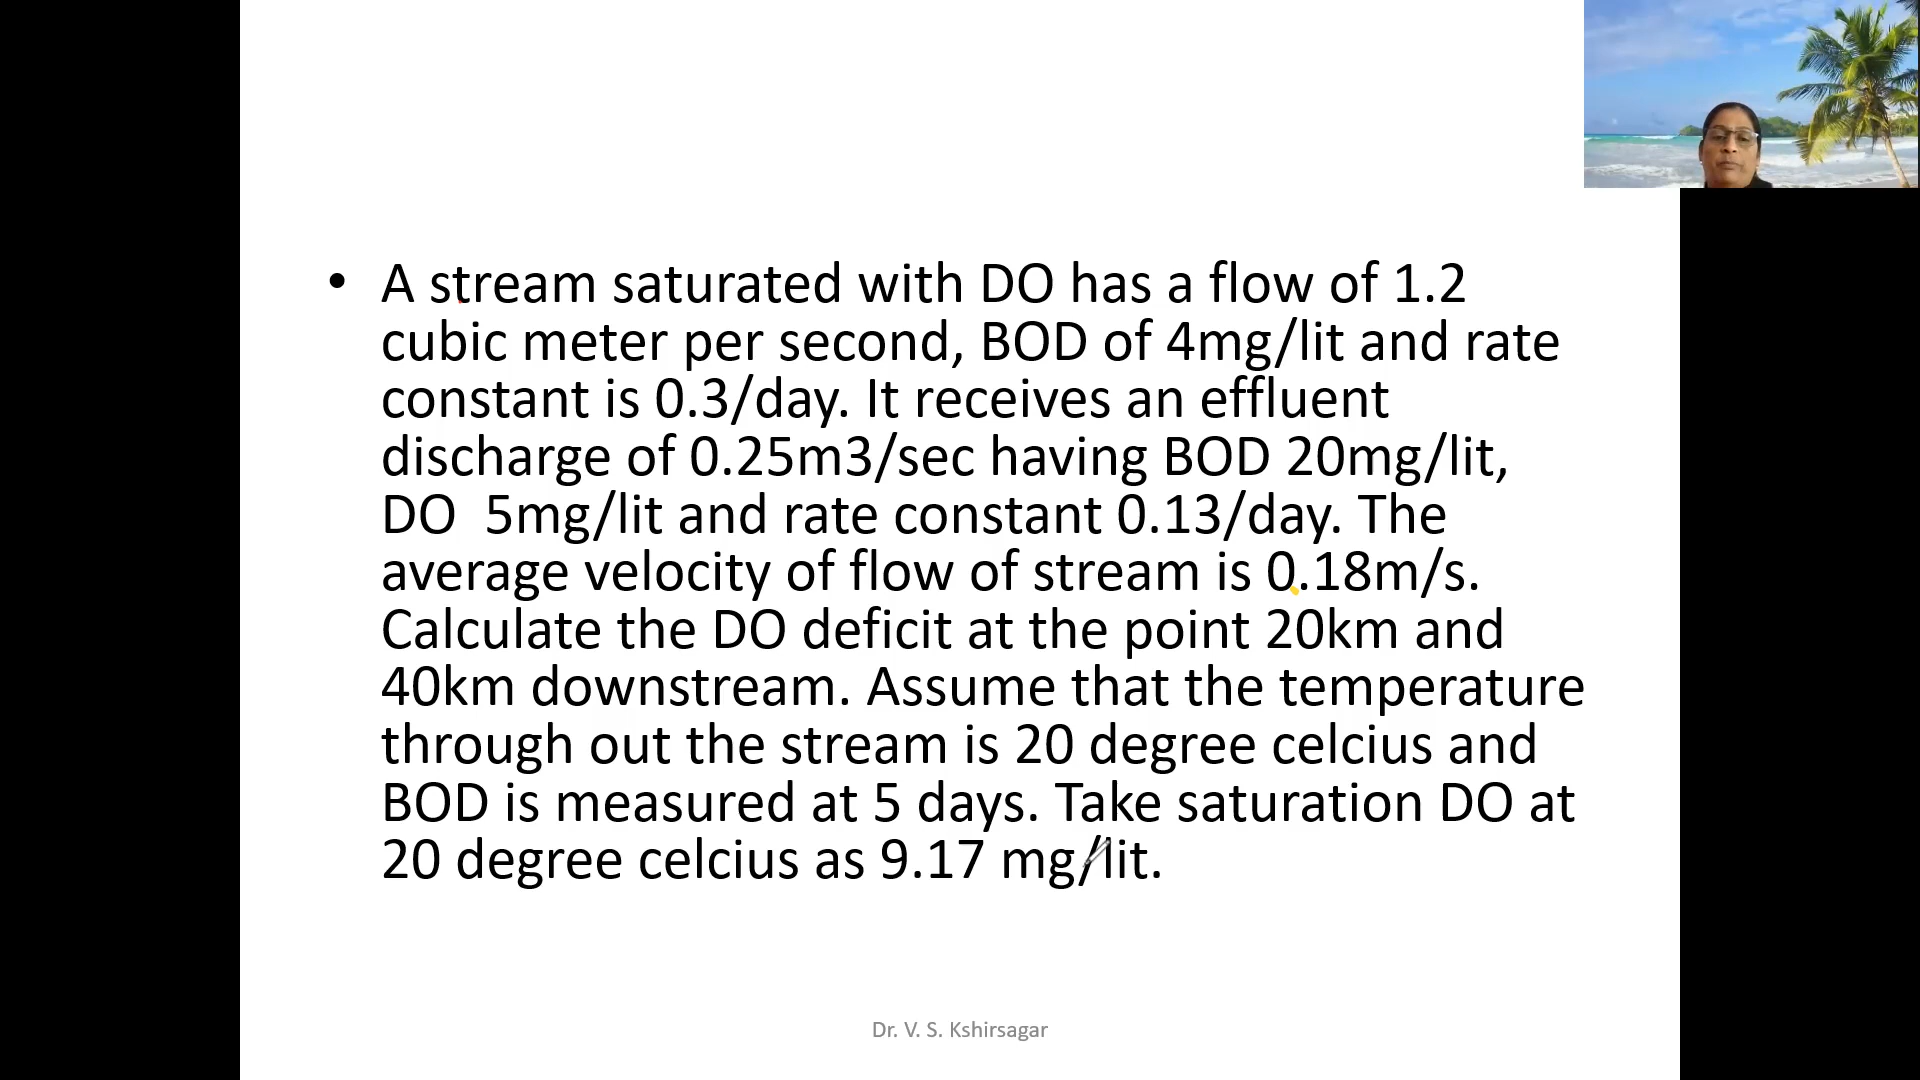 • A stream saturated with DO has a flow of 1.2
cubic meter per second, BOD of 4mg/lit and rate
constant is 0.3/day. It receives an effluent
discharge of 0.25m3/sec having BOD 20mg/lit,
DO  5mg/lit and rate constant 0.13/day. The
average velocity of flow of stream is 0.18m/s.
Calculate the DO deficit at the point 20km and
40km downstream. Assume that the temperature
through out the stream is 20 degree celcius and
BOD is measured at 5 days. Take saturation DO at
20 degree celcius as 9.17 mg/lit.
Dr. V. S. Kshirsagar